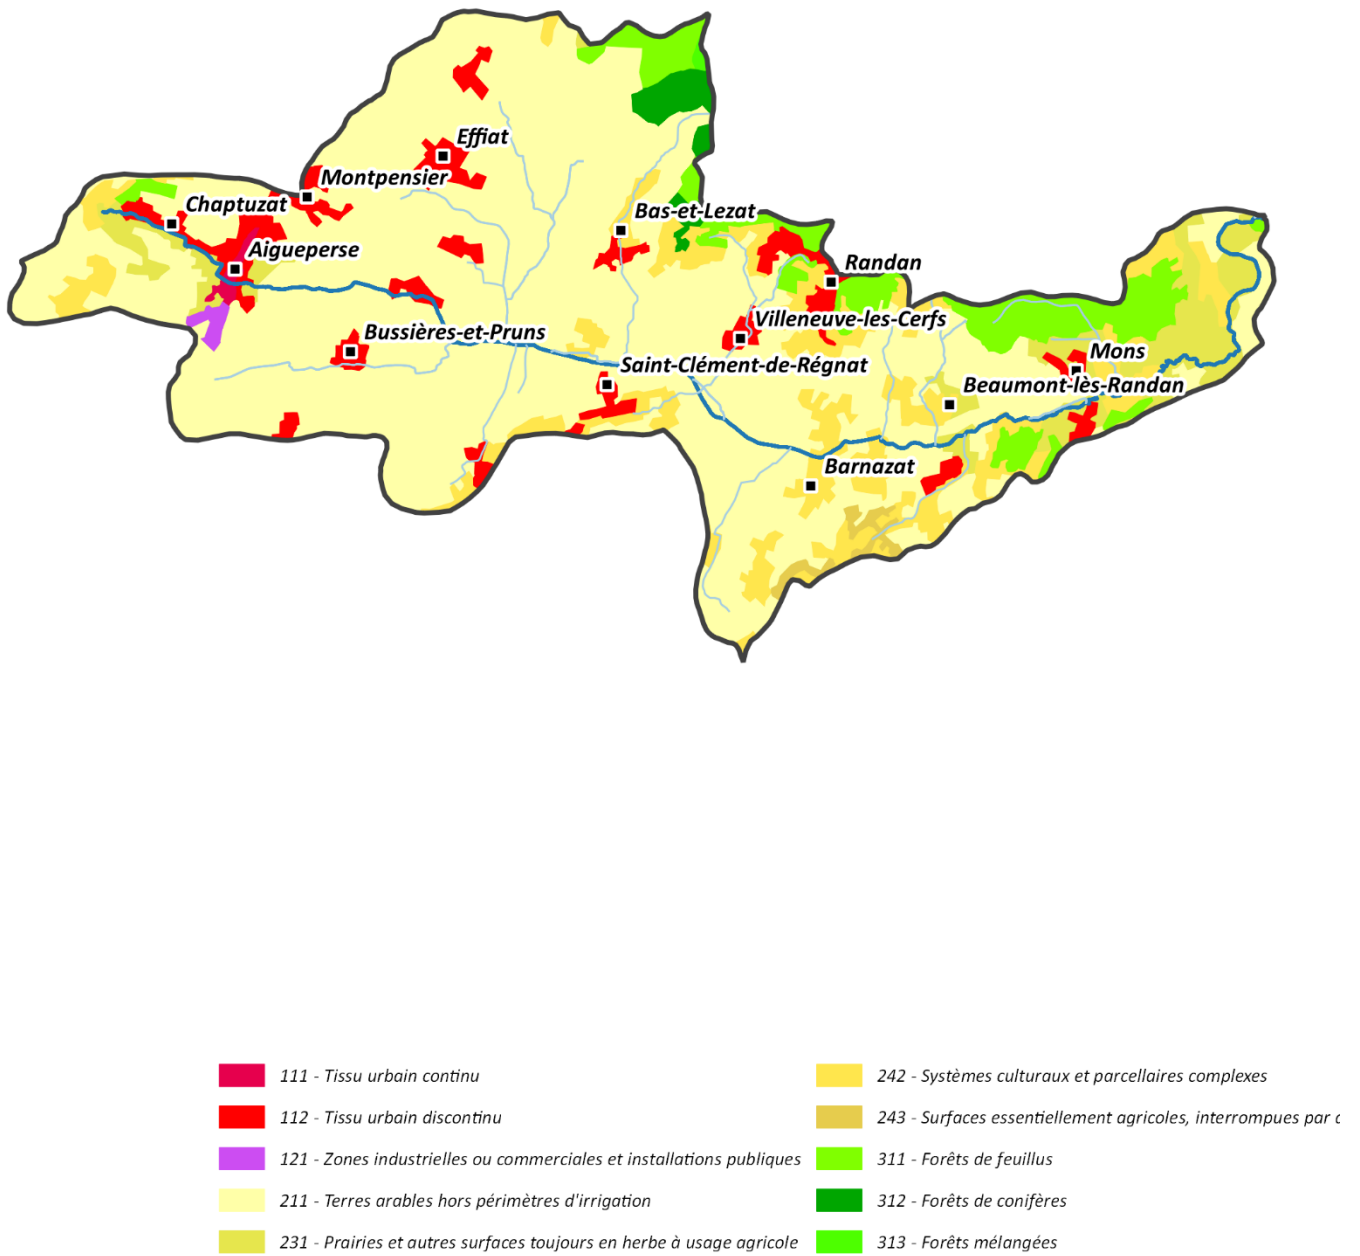 Effiat
Montpensier
Chaptuzat
Bas-et-Lezat
Aigueperse
Randan
Villeneuve-les-Cerfs
Bussières-et-Pruns
Mons
Saint-Clément-de-Régnat
Beaumont-lès-Randan
Barnazat
111 - Tissu urbain continu
112 - Tissu urbain discontinu
121 - Zones industrielles ou commerciales et installations publiques
211 - Terres arables hors périmètres d'irrigation
231 - Prairies et autres surfaces toujours en herbe à usage agricole
242 - Systèmes culturaux et parcellaires complexes
243 - Surfaces essentiellement agricoles, interrompues par
311 - Forêts de feuillus
312 - Forêts de conifères
313 - Forêts mélangées